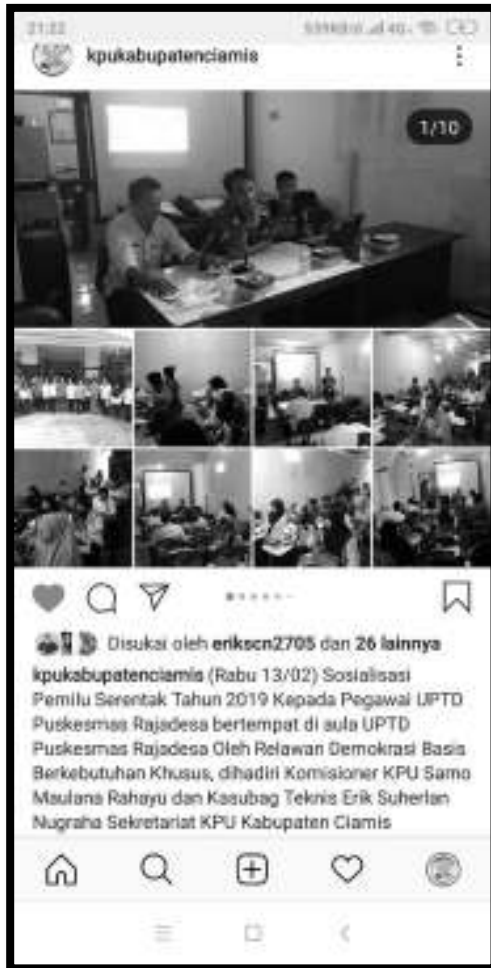 21:22
kpukabupatenciamis
1/10
Disukai oleh erikscn2705 dan 26 lainnya
kpukabupatenciamis (Rabu 13/02) Sosialisasi
Pemilu Serentak Tahun 2019 Kepada Pegawai UPTD
Puskesmas Rajadesa bertempat di aula UPTD
Puskesmas Rajadesa Oleh Relawan Demokrasi Basis
Berkebutuhan Khusus, dihadiri Komisioner KPU Samo
Maulana Rahayu dan Kasubag Teknis Erik Suherlan
Nugraha Sekretariat KPU Kabupaten Ciamis